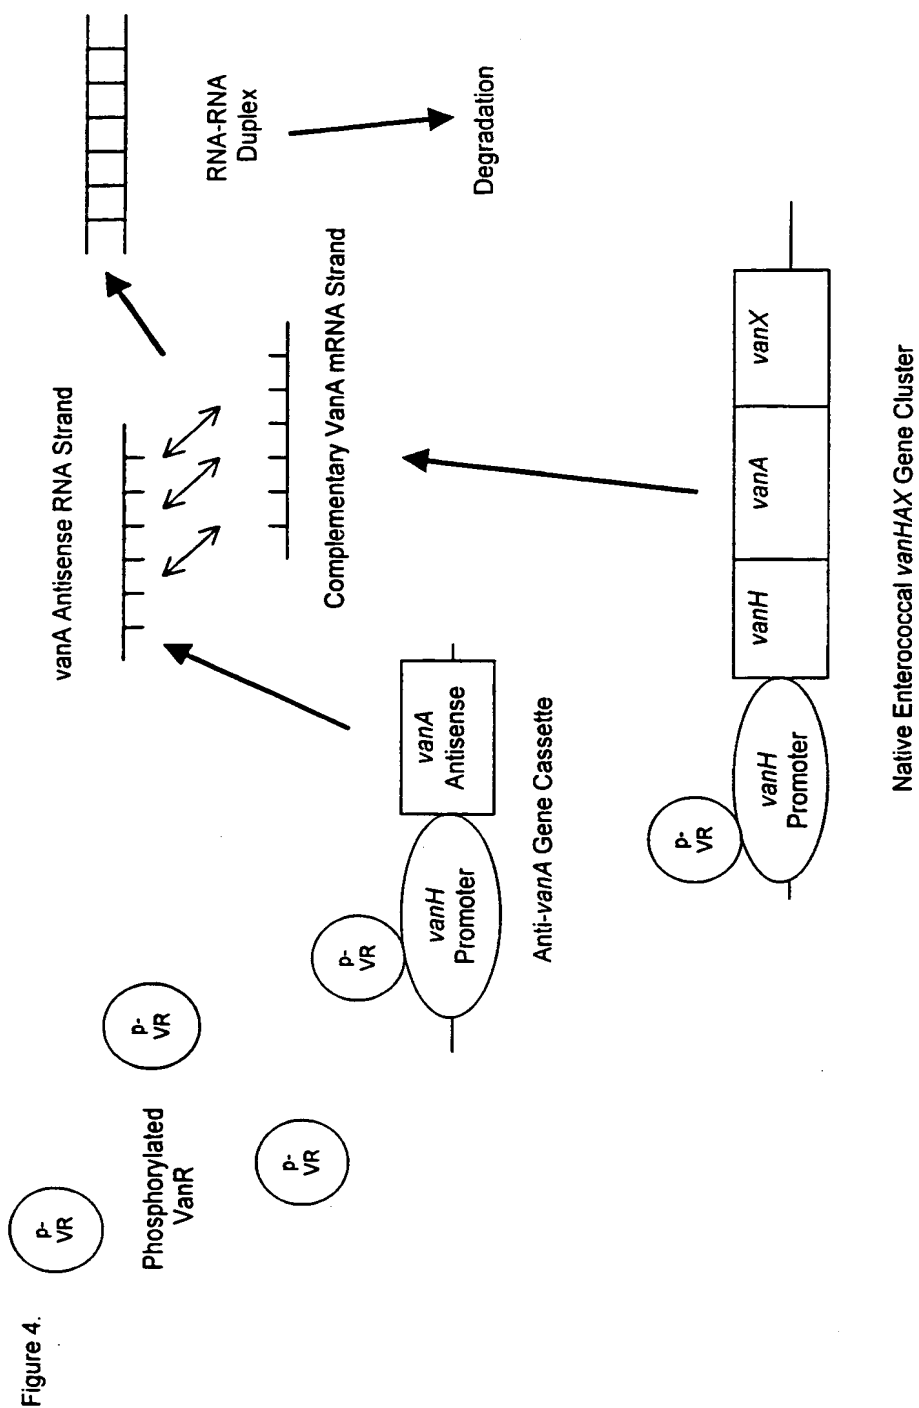 Figure 4.
p-
VR
Phosphorylated
VanR
p-
VR
p-
VR
vanA Antisense RNA Strand
Complementary VanA mRNA Strand
RNA-RNA
Duplex
Degradation
p-
VR
vanH
Promoter
vanA
Antisense
Anti-vanA Gene Cassette
p-
VR
vanH
Promoter
vanH
vanA
vanX
Native Enterococcal vanHAX Gene Cluster